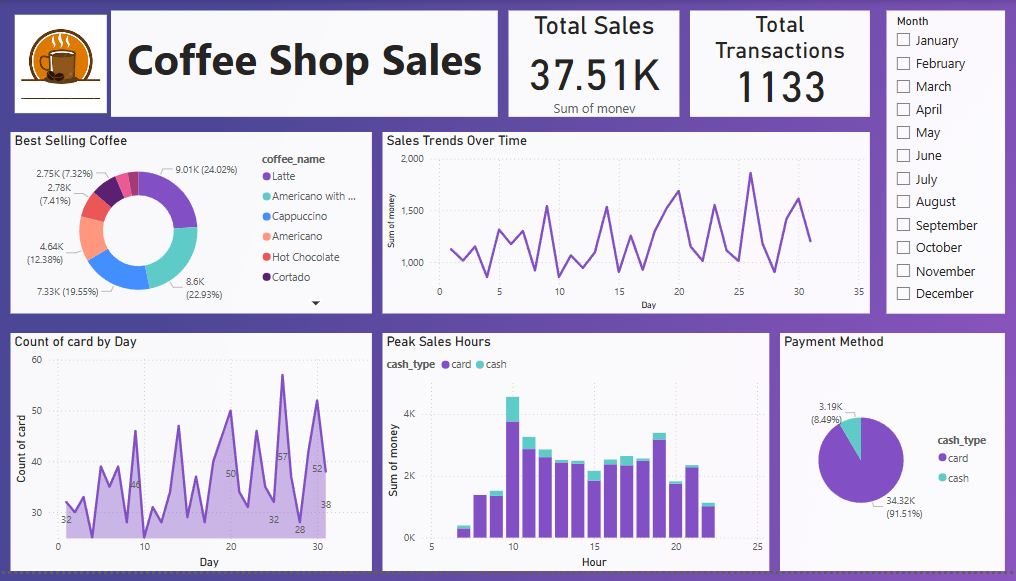 Coffee Shop Sales
Total Sales
37.51K
Sum of money
Total
Transactions
1133
Month
January
February
March
April
May
June
July
August
September
October
November
December
Best Selling Coffee
9.01K (24.02%)
8.6K
(22.93%)
7.33K (19.55%)
4.64K
(12.38%)
2.78K
(7.41%)
2.75K (7.32%)
coffee_name
Latte
Americano with ...
Cappuccino
Americano
Hot Chocolate
Cortado
Sales Trends Over Time
Sum of money
2,000
1,500
1,000
0 5 10 15 20 25 30 35
Day
Count of card by Day
Count of card
60
50
40
30
32 46 50 57 32 28 52 38
0 10 20 30
Day
Peak Sales Hours
cash_type card cash
Sum of money
4K
2K
0K
5 10 15 20 25
Hour
Payment Method
3.19K
(8.49%)
34.32K
(91.51%)
cash_type
card
cash